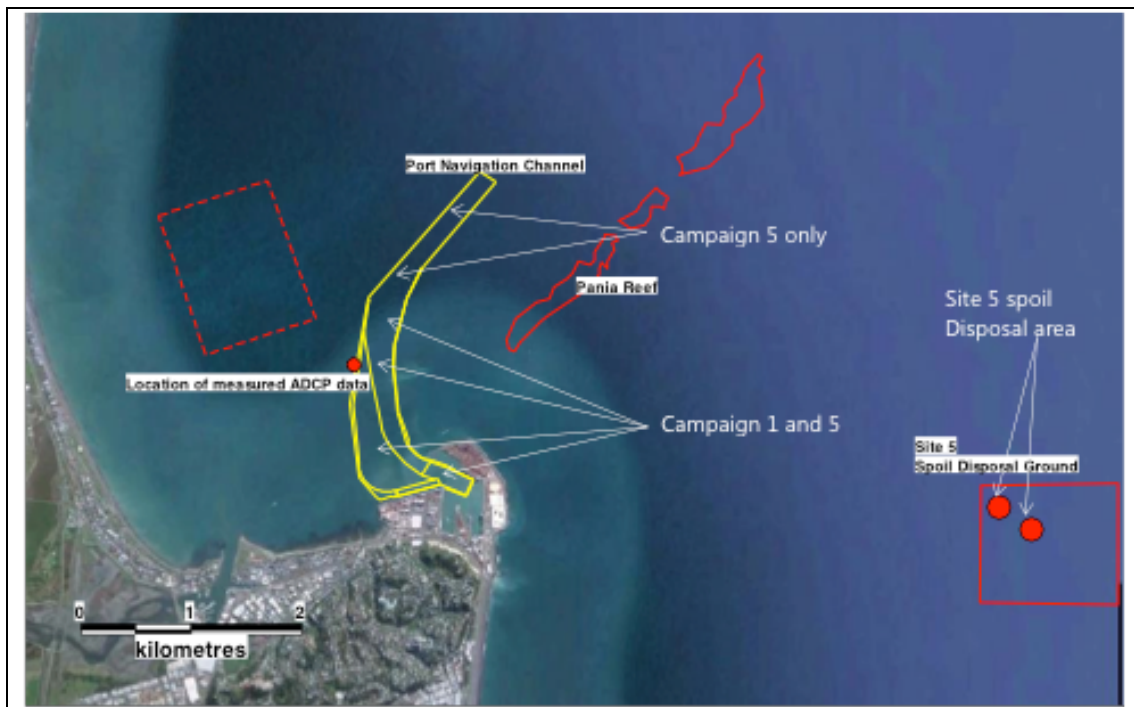 Port Navigation Channel
Campaign 5 only
Pania Reef
Site 5 spoil
Disposal area
Location of measured ADCP data
Campaign 1 and 5
Site 5
Spoil Disposal Ground
0 1 2
kilometres